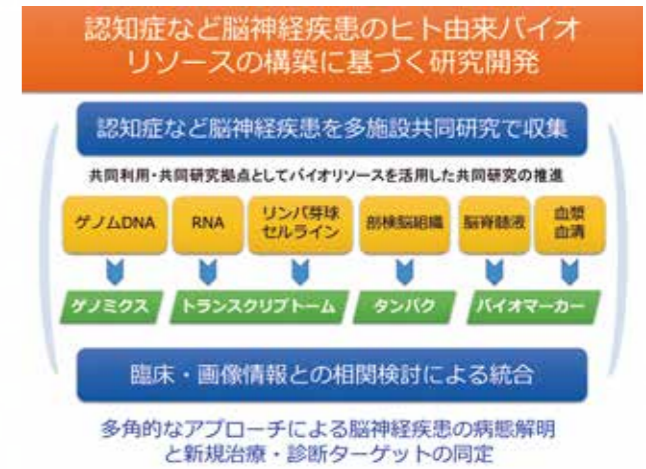 認知症など脳神経疾患のヒト由来バイオ
リソースの構築に基づく研究開発
認知症など脳神経疾患を多施設共同研究で収集
共同利用・共同研究拠点としてバイオリソースを活用した共同研究の推進
ゲノムDNA
RNA
リンパ芽球
セルライン
剖検脳組織
脳脊髄液
血漿
血清
ゲノミクス
トランスクリプトーム
タンパク
バイオマーカー
臨床・画像情報との相関検討による統合
多角的なアプローチによる脳神経疾患の病態解明
と新規治療・診断ターゲットの同定